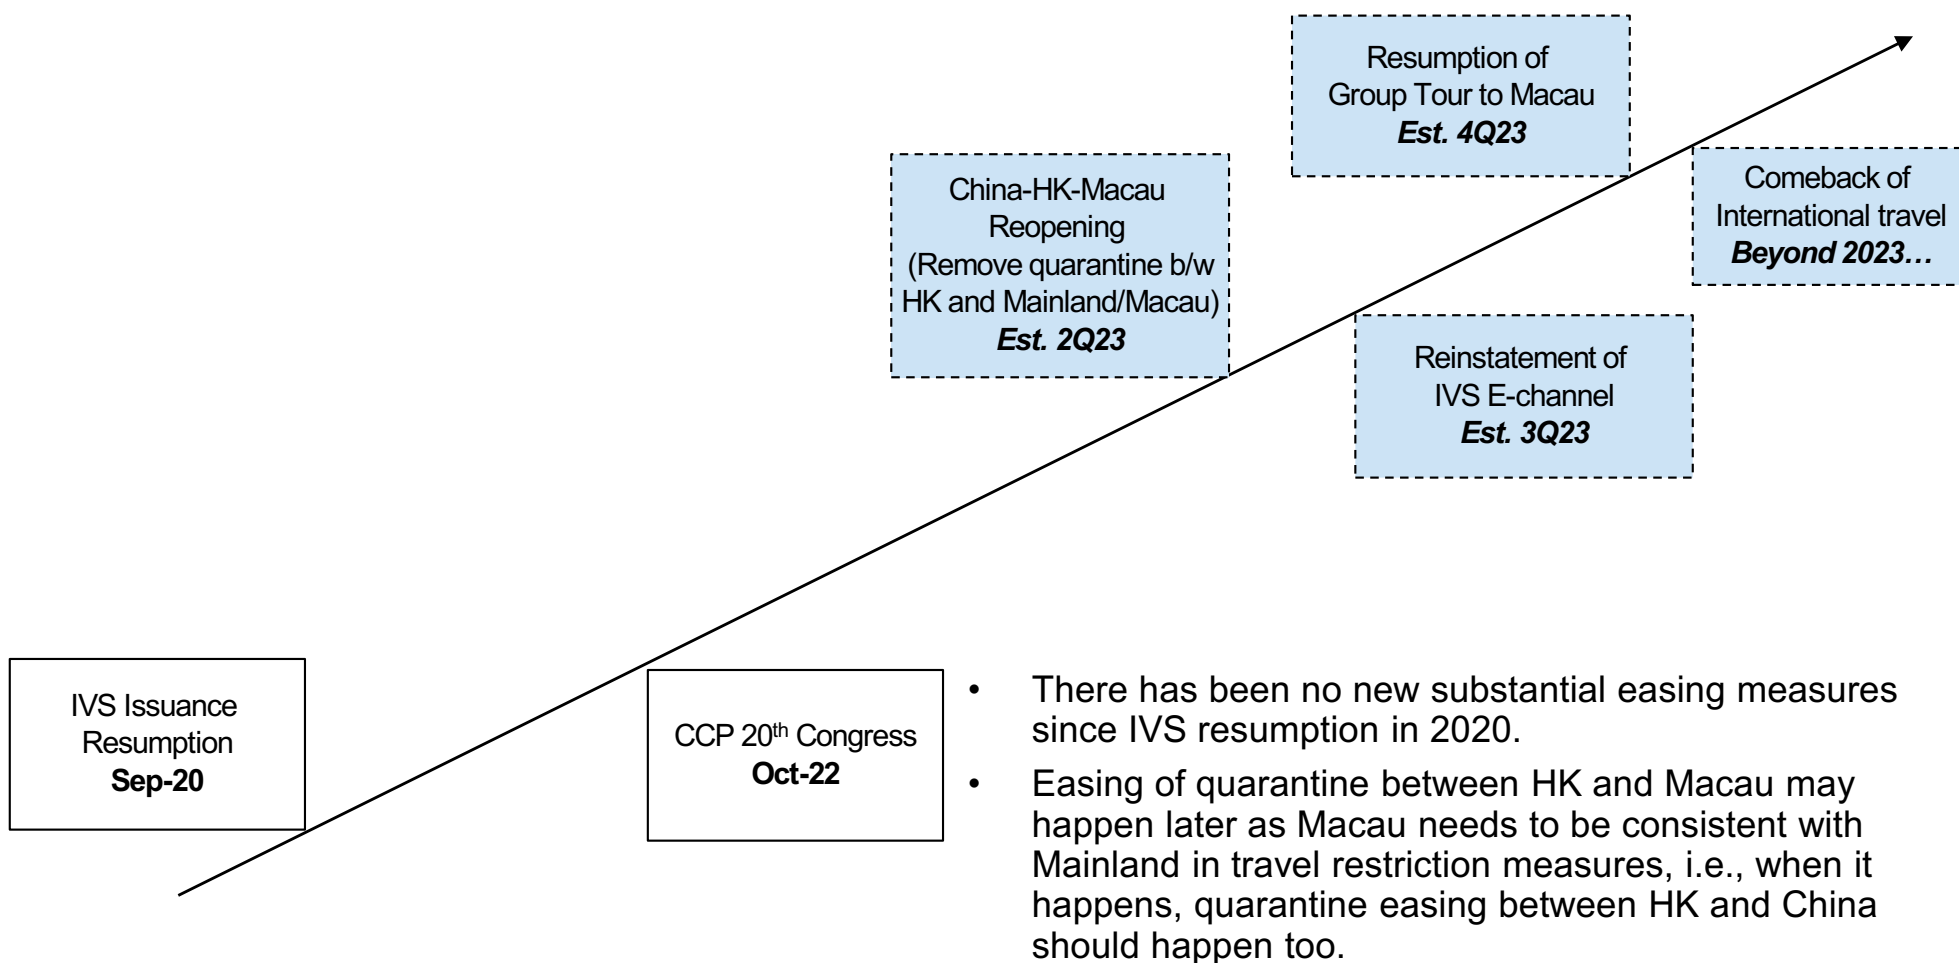 Resumption of
Group Tour to Macau
Est. 4Q23
China-HK-Macau
Reopening
(Remove quarantine b/w
HK and Mainland/Macau)
Est. 2Q23
Comeback of
International travel
Beyond 2023…
Reinstatement of
IVS E-channel
Est. 3Q23
IVS Issuance
Resumption
Sep-20
CCP 20th Congress
Oct-22
• There has been no new substantial easing measures
since IVS resumption in 2020.
• Easing of quarantine between HK and Macau may
happen later as Macau needs to be consistent with
Mainland in travel restriction measures, i.e., when it
happens, quarantine easing between HK and China
should happen too.